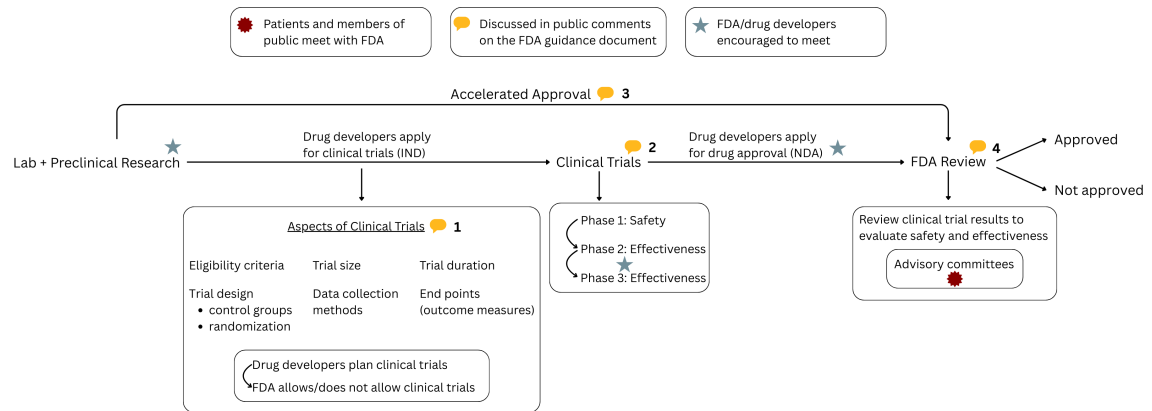 Patients and members of
public meet with FDA
Discussed in public comments
on the FDA guidance document
FDA/drug developers
encouraged to meet
Accelerated Approval 3
Lab + Preclinical Research
Drug developers apply
for clinical trials (IND)
Clinical Trials 2
Drug developers apply
for drug approval (NDA)
FDA Review 4
Approved
Not approved
Aspects of Clinical Trials 1
Eligibility criteria
Trial size
Trial duration
Trial design
• control groups
• randomization
Data collection
methods
End points
(outcome measures)
Drug developers plan clinical trials
FDA allows/does not allow clinical trials
Phase 1: Safety
Phase 2: Effectiveness
Phase 3: Effectiveness
Review clinical trial results to
evaluate safety and effectiveness
Advisory committees